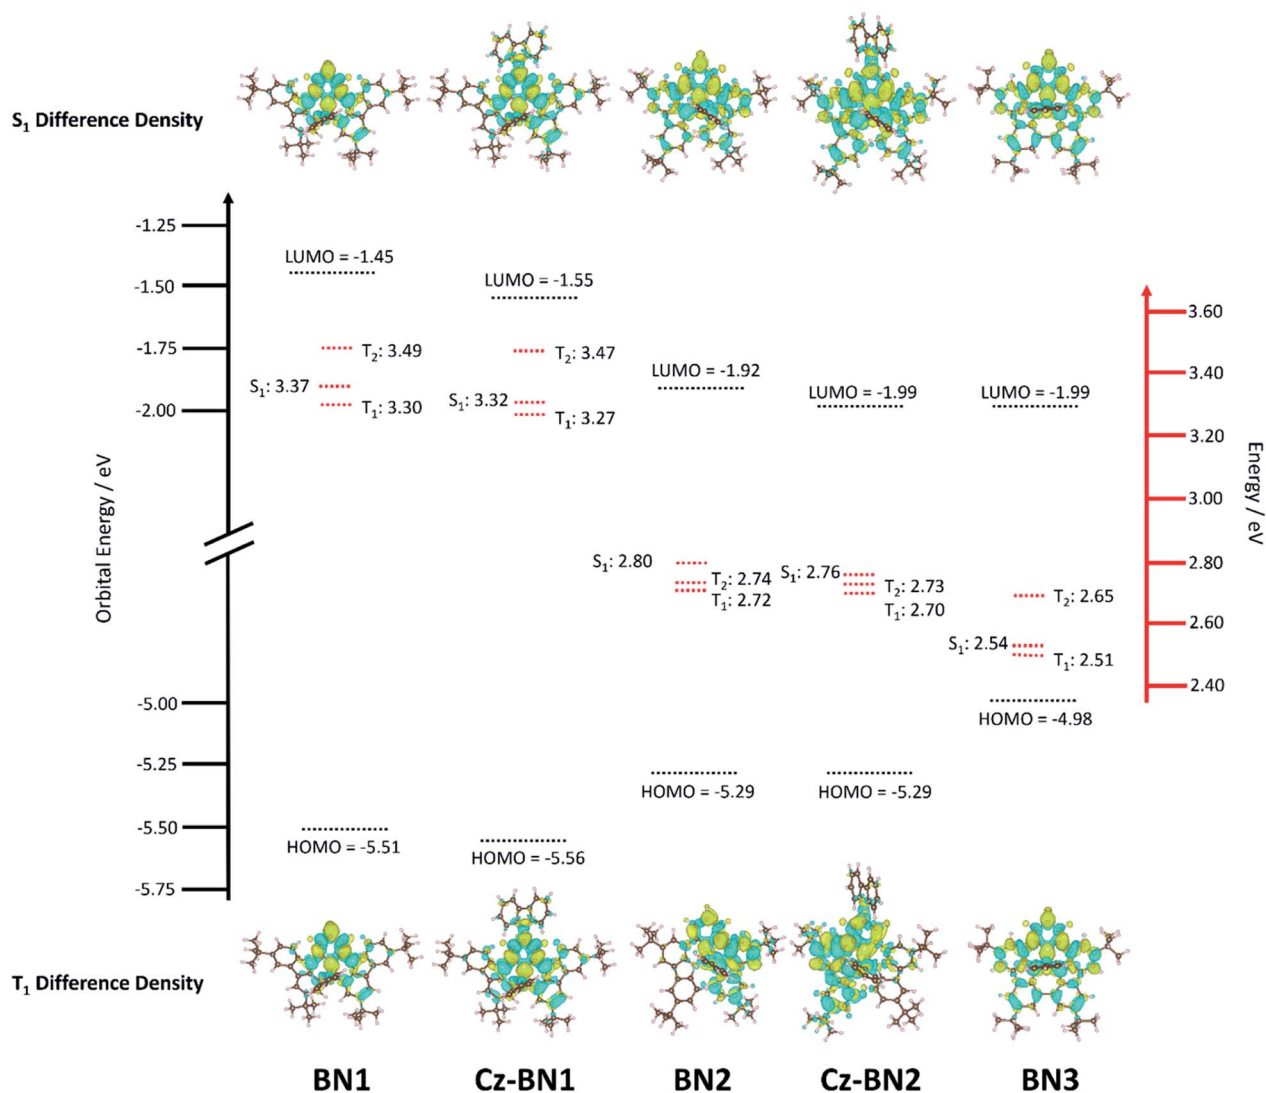 S1 Difference Density
-1.25
-1.50
-1.75
-2.00
-5.00
-5.25
-5.50
-5.75
Orbital Energy / eV
LUMO = -1.45
T2: 3.49
S1: 3.37
T1: 3.30
HOMO = -5.51
LUMO = -1.55
T2: 3.47
S1: 3.32
T1: 3.27
HOMO = -5.56
LUMO = -1.92
S1: 2.80
T2: 2.74
T1: 2.72
HOMO = -5.29
LUMO = -1.99
S1: 2.76
T2: 2.73
T1: 2.70
HOMO = -5.29
LUMO = -1.99
T2: 2.65
S1: 2.54
T1: 2.51
HOMO = -4.98
3.60
3.40
3.20
3.00
2.80
2.60
2.40
Energy / eV
T1 Difference Density
BN1 Cz-BN1 BN2 Cz-BN2 BN3